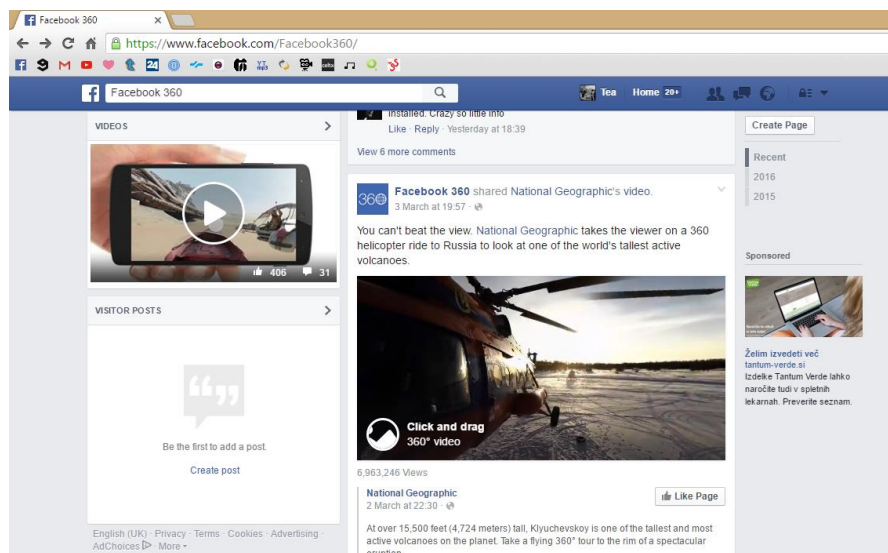 Facebook 360
https://www.facebook.com/Facebook360/
24
YT mp3
celtx
Facebook 360
Tea Home 20+
VIDEOS
406 31
VISITOR POSTS
Be the first to add a post.
Create post
English (UK) · Privacy · Terms · Cookies · Advertising ·
AdChoices · More
installed. Crazy so little info
Like · Reply · Yesterday at 18:39
View 6 more comments
360
Facebook 360 shared National Geographic's video.
3 March at 19:57 ·
You can't beat the view. National Geographic takes the viewer on a 360
helicopter ride to Russia to look at one of the world's tallest active
volcanoes.
Click and drag
360° video
6,963,246 Views
National Geographic
2 March at 22:30 ·
Like Page
At over 15,500 feet (4,724 meters) tall, Klyuchevskoy is one of the tallest and most
active volcanoes on the planet. Take a flying 360° tour to the rim of a spectacular
eruption
Create Page
Recent
2016
2015
Sponsored
Želim izvedeti več
tantum-verde.si
Izdelke Tantum Verde lahko
naročite tudi v spletnih
lekarnah. Preverite seznam.